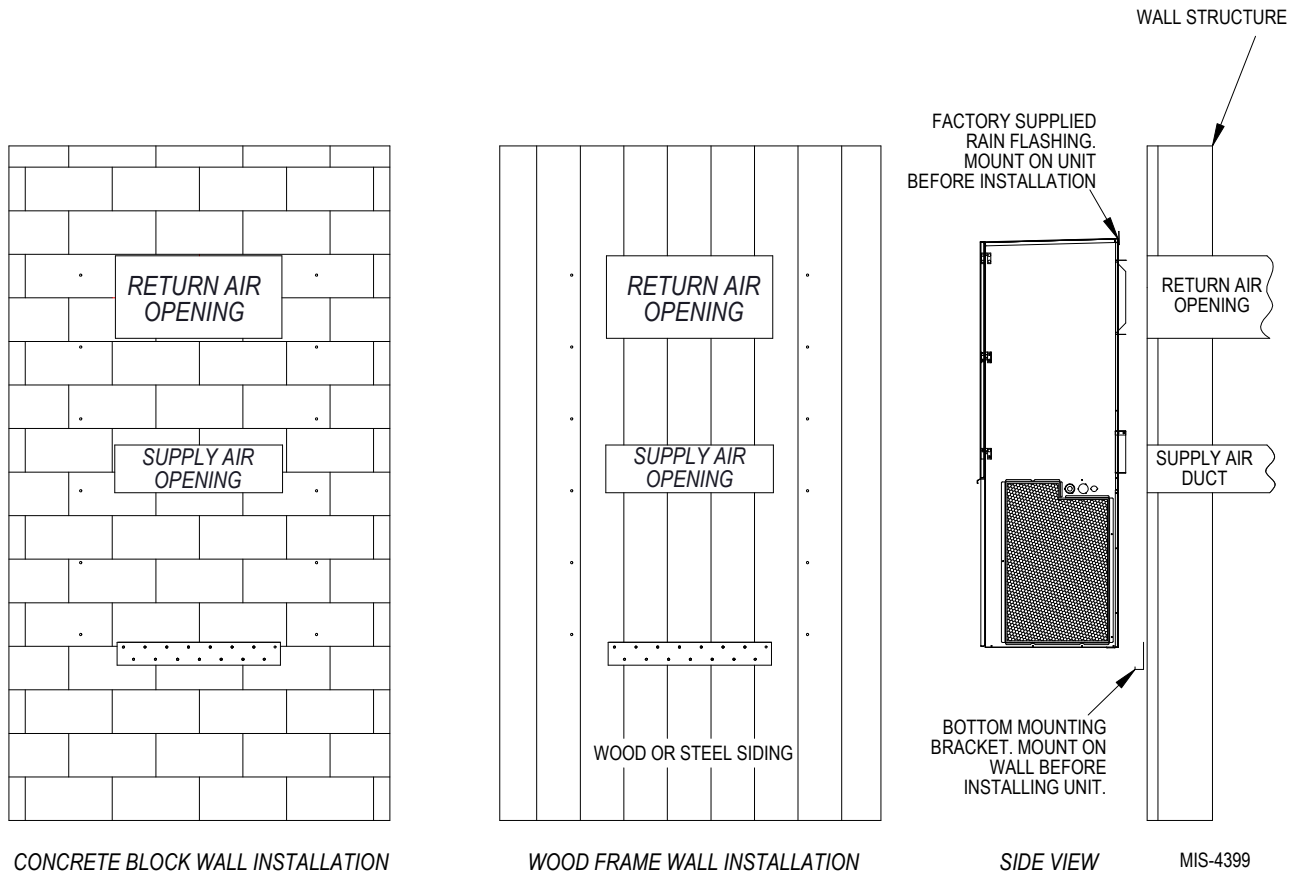 WALL STRUCTURE
FACTORY SUPPLIED
RAIN FLASHING.
MOUNT ON UNIT
BEFORE INSTALLATION
RETURN AIR
OPENING
SUPPLY AIR
OPENING
RETURN AIR
OPENING
SUPPLY AIR
OPENING
WOOD OR STEEL SIDING
RETURN AIR
OPENING
SUPPLY AIR
DUCT
BOTTOM MOUNTING
BRACKET. MOUNT ON
WALL BEFORE
INSTALLING UNIT.
CONCRETE BLOCK WALL INSTALLATION
WOOD FRAME WALL INSTALLATION
SIDE VIEW
MIS-4399